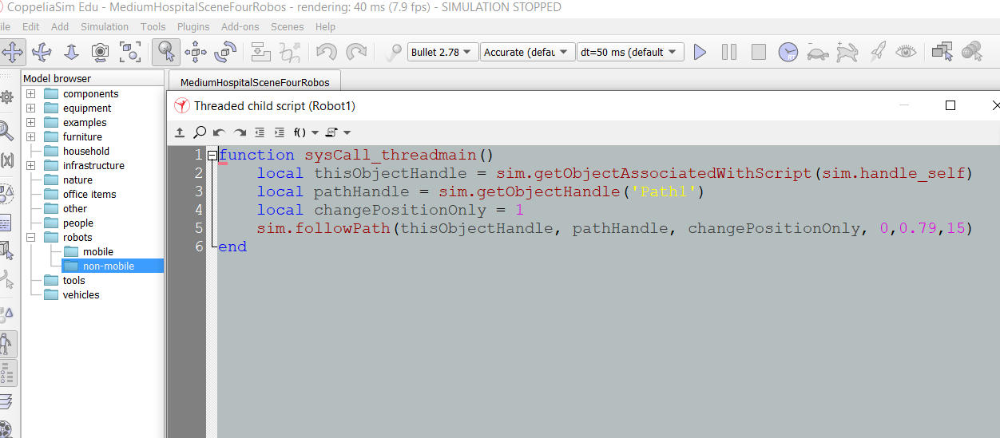 CoppeliaSim Edu - MediumHospitalSceneFourRobos - rendering: 40 ms (7.9 fps) - SIMULATION STOPPED
ile Edit Add Simulation Tools Plugins Add-ons Scenes Help
Bullet 2.78 Accurate (defau dt=50 ms (default
Model browser
MediumHospitalSceneFourRobos
components
equipment
examples
furniture
household
infrastructure
nature
office items
other
people
robots
mobile
non-mobile
tools
vehicles
Threaded child script (Robot1)
f()
1 function sysCall_threadmain()
2 local thisObjectHandle = sim.getObjectAssociatedWithScript(sim.handle_self)
3 local pathHandle = sim.getObjectHandle('Path1')
4 local changePositionOnly = 1
5 sim.followPath(thisObjectHandle, pathHandle, changePositionOnly, 0,0.79,15)
6 end